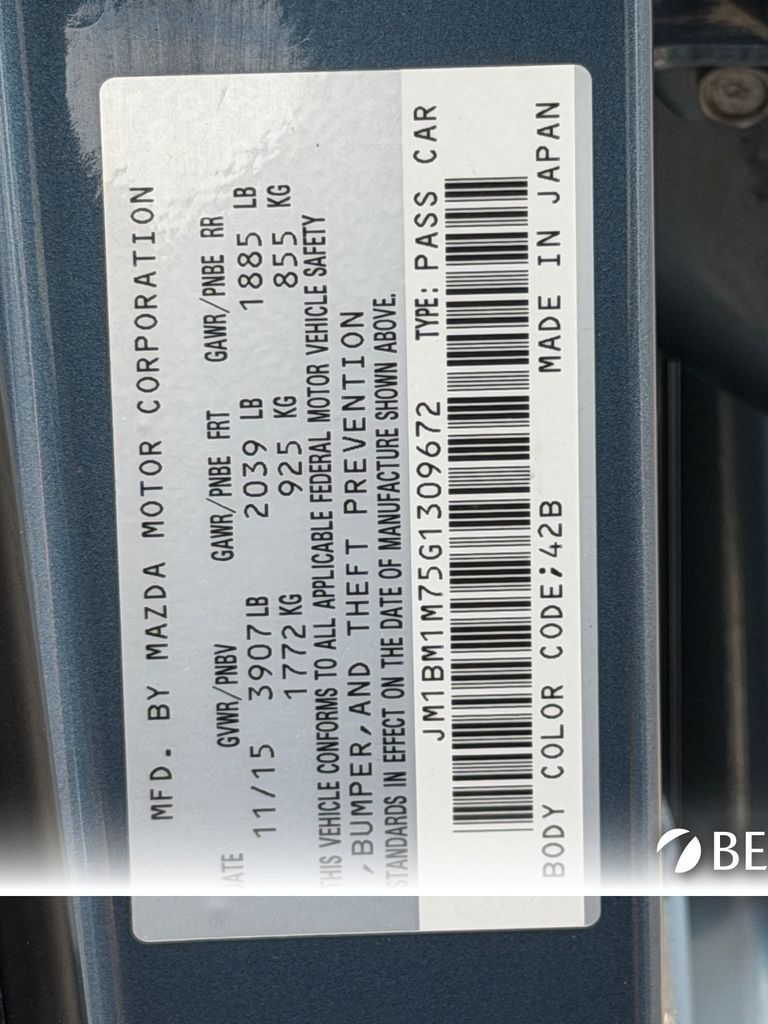 MFD. BY MAZDA MOTOR CORPORATION
GVWR/PNBV GAWR/PNBE FRT GAWR/PNBE RR
11/15 3907 LB 2039 LB 1885 LB
1772 KG 925 KG 855 KG
THIS VEHICLE CONFORMS TO ALL APPLICABLE FEDERAL MOTOR VEHICLE SAFETY
,BUMPER,AND THEFT PREVENTION
STANDARDS IN EFFECT ON THE DATE OF MANUFACTURE SHOWN ABOVE.
JM1BM1M75G1309672 TYPE: PASS CAR
BODY COLOR CODE;42B MADE IN JAPAN
BE